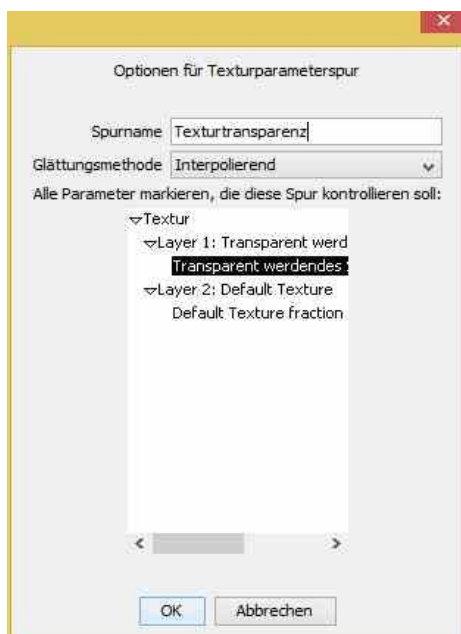 Optionen für Texturparameterspur
Spurname Texturtransparenz
Glättungsmethode Interpolierend
Alle Parameter markieren, die diese Spur kontrollieren soll:
Textur
Layer 1: Transparent werd
Transparent werdendes
Layer 2: Default Texture
Default Texture fraction
OK Abbrechen